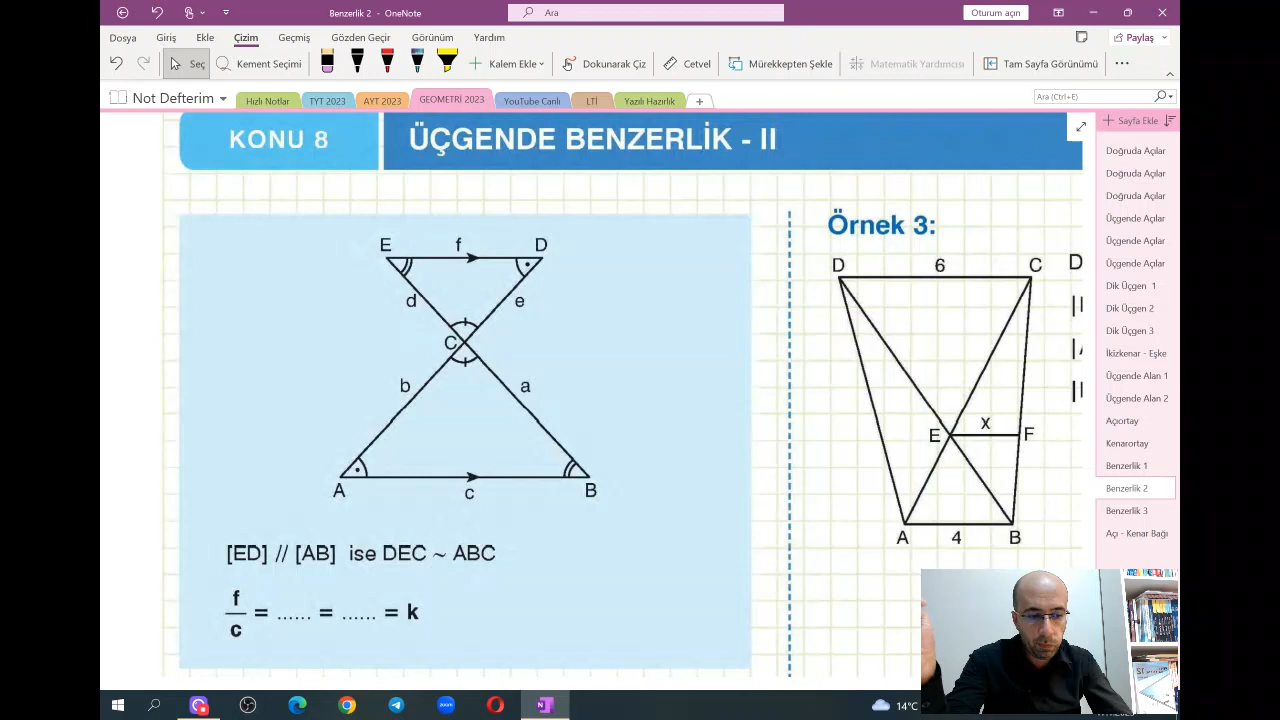 Benzerlik 2 - OneNote
Ara
Oturum açın
Dosya Giriş Ekle Çizim Geçmiş Gözden Geçir Görünüm Yardım
Paylaş
Seç Kement Seçimi Kalem Ekle Dokunarak Çiz Cetvel Mürekkepten Şekle Matematik Yardımcısı Tam Sayfa Görünümü
Not Defterim Hızlı Notlar TYT 2023 AYT 2023 GEOMETRİ 2023 YouTube Canlı LTİ Yazılı Hazırlık +
Ara (Ctrl+E)
Sayfa Ekle
KONU 8 ÜÇGENDE BENZERLİK - II
E f D
d e
C
b a
A c B
[ED] // [AB] ise DEC ~ ABC
f
= ...... = ...... = k
c
Örnek 3:
D 6 C
E x F
A 4 B
Doğruda Açılar
Doğruda Açılar
Doğruda Açılar
Üçgende Açılar
Üçgende Açılar
Üçgende Açılar
Dik Üçgen 1
Dik Üçgen 2
Dik Üçgen 3
İkizkenar - Eşke
Üçgende Alan 1
Üçgende Alan 2
Açıortay
Kenarortay
Benzerlik 1
Benzerlik 2
Benzerlik 3
Açı - Kenar Bağı
zoom
14°C